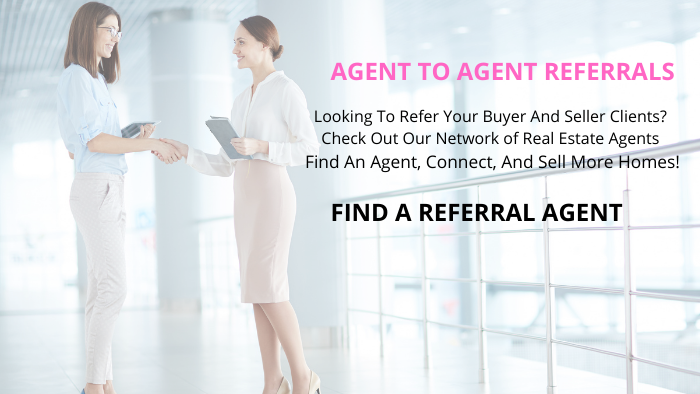 AGENT TO AGENT REFERRALS
Looking To Refer Your Buyer And Seller Clients?
Check Out Our Network of Real Estate Agents
Find An Agent, Connect, And Sell More Homes!
FIND A REFERRAL AGENT